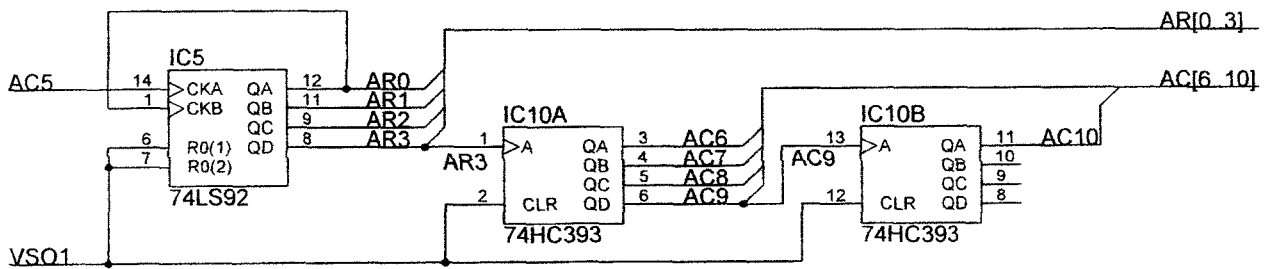 AR[0..3]
IC5
AC5
14
CKA
QA
12
AR0
AC[6..10]
1
CKB
QB
11
AR1
IC10A
IC10B
QC
9
AR2
6
R0(1)
QD
8
AR3
1
A
QA
3
AC6
13
A
QA
11
AC10
7
R0(2)
AR3
QB
4
AC7
AC9
QB
10
74LS92
QC
5
AC8
QC
9
2
CLR
QD
6
AC9
12
CLR
QD
8
74HC393
74HC393
VSO1